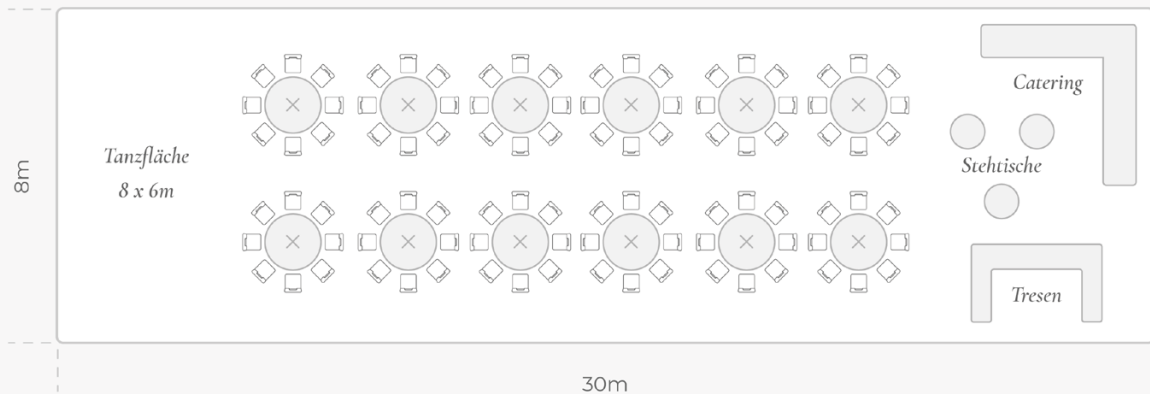 Catering
Tanzfläche
8 x 6m
Stehtische
8m
Tresen
30m